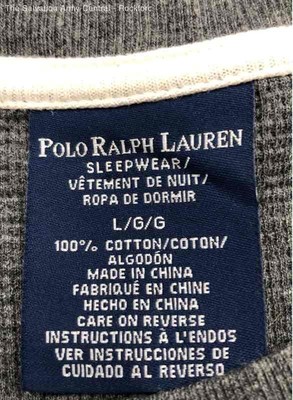 The Salvation Army Central - Rockford
POLO RALPH LAUREN
SLEEPWEAR/
VÊTEMENT DE NUIT/
ROPA DE DORMIR
L/G/G
100% COTTON/COTON/
ALGODÓN
MADE IN CHINA
FABRIQUÉ EN CHINE
HECHO EN CHINA
CARE ON REVERSE
INSTRUCTIONS À L'ENDOS
VER INSTRUCCIONES DE
CUIDADO AL REVERSO